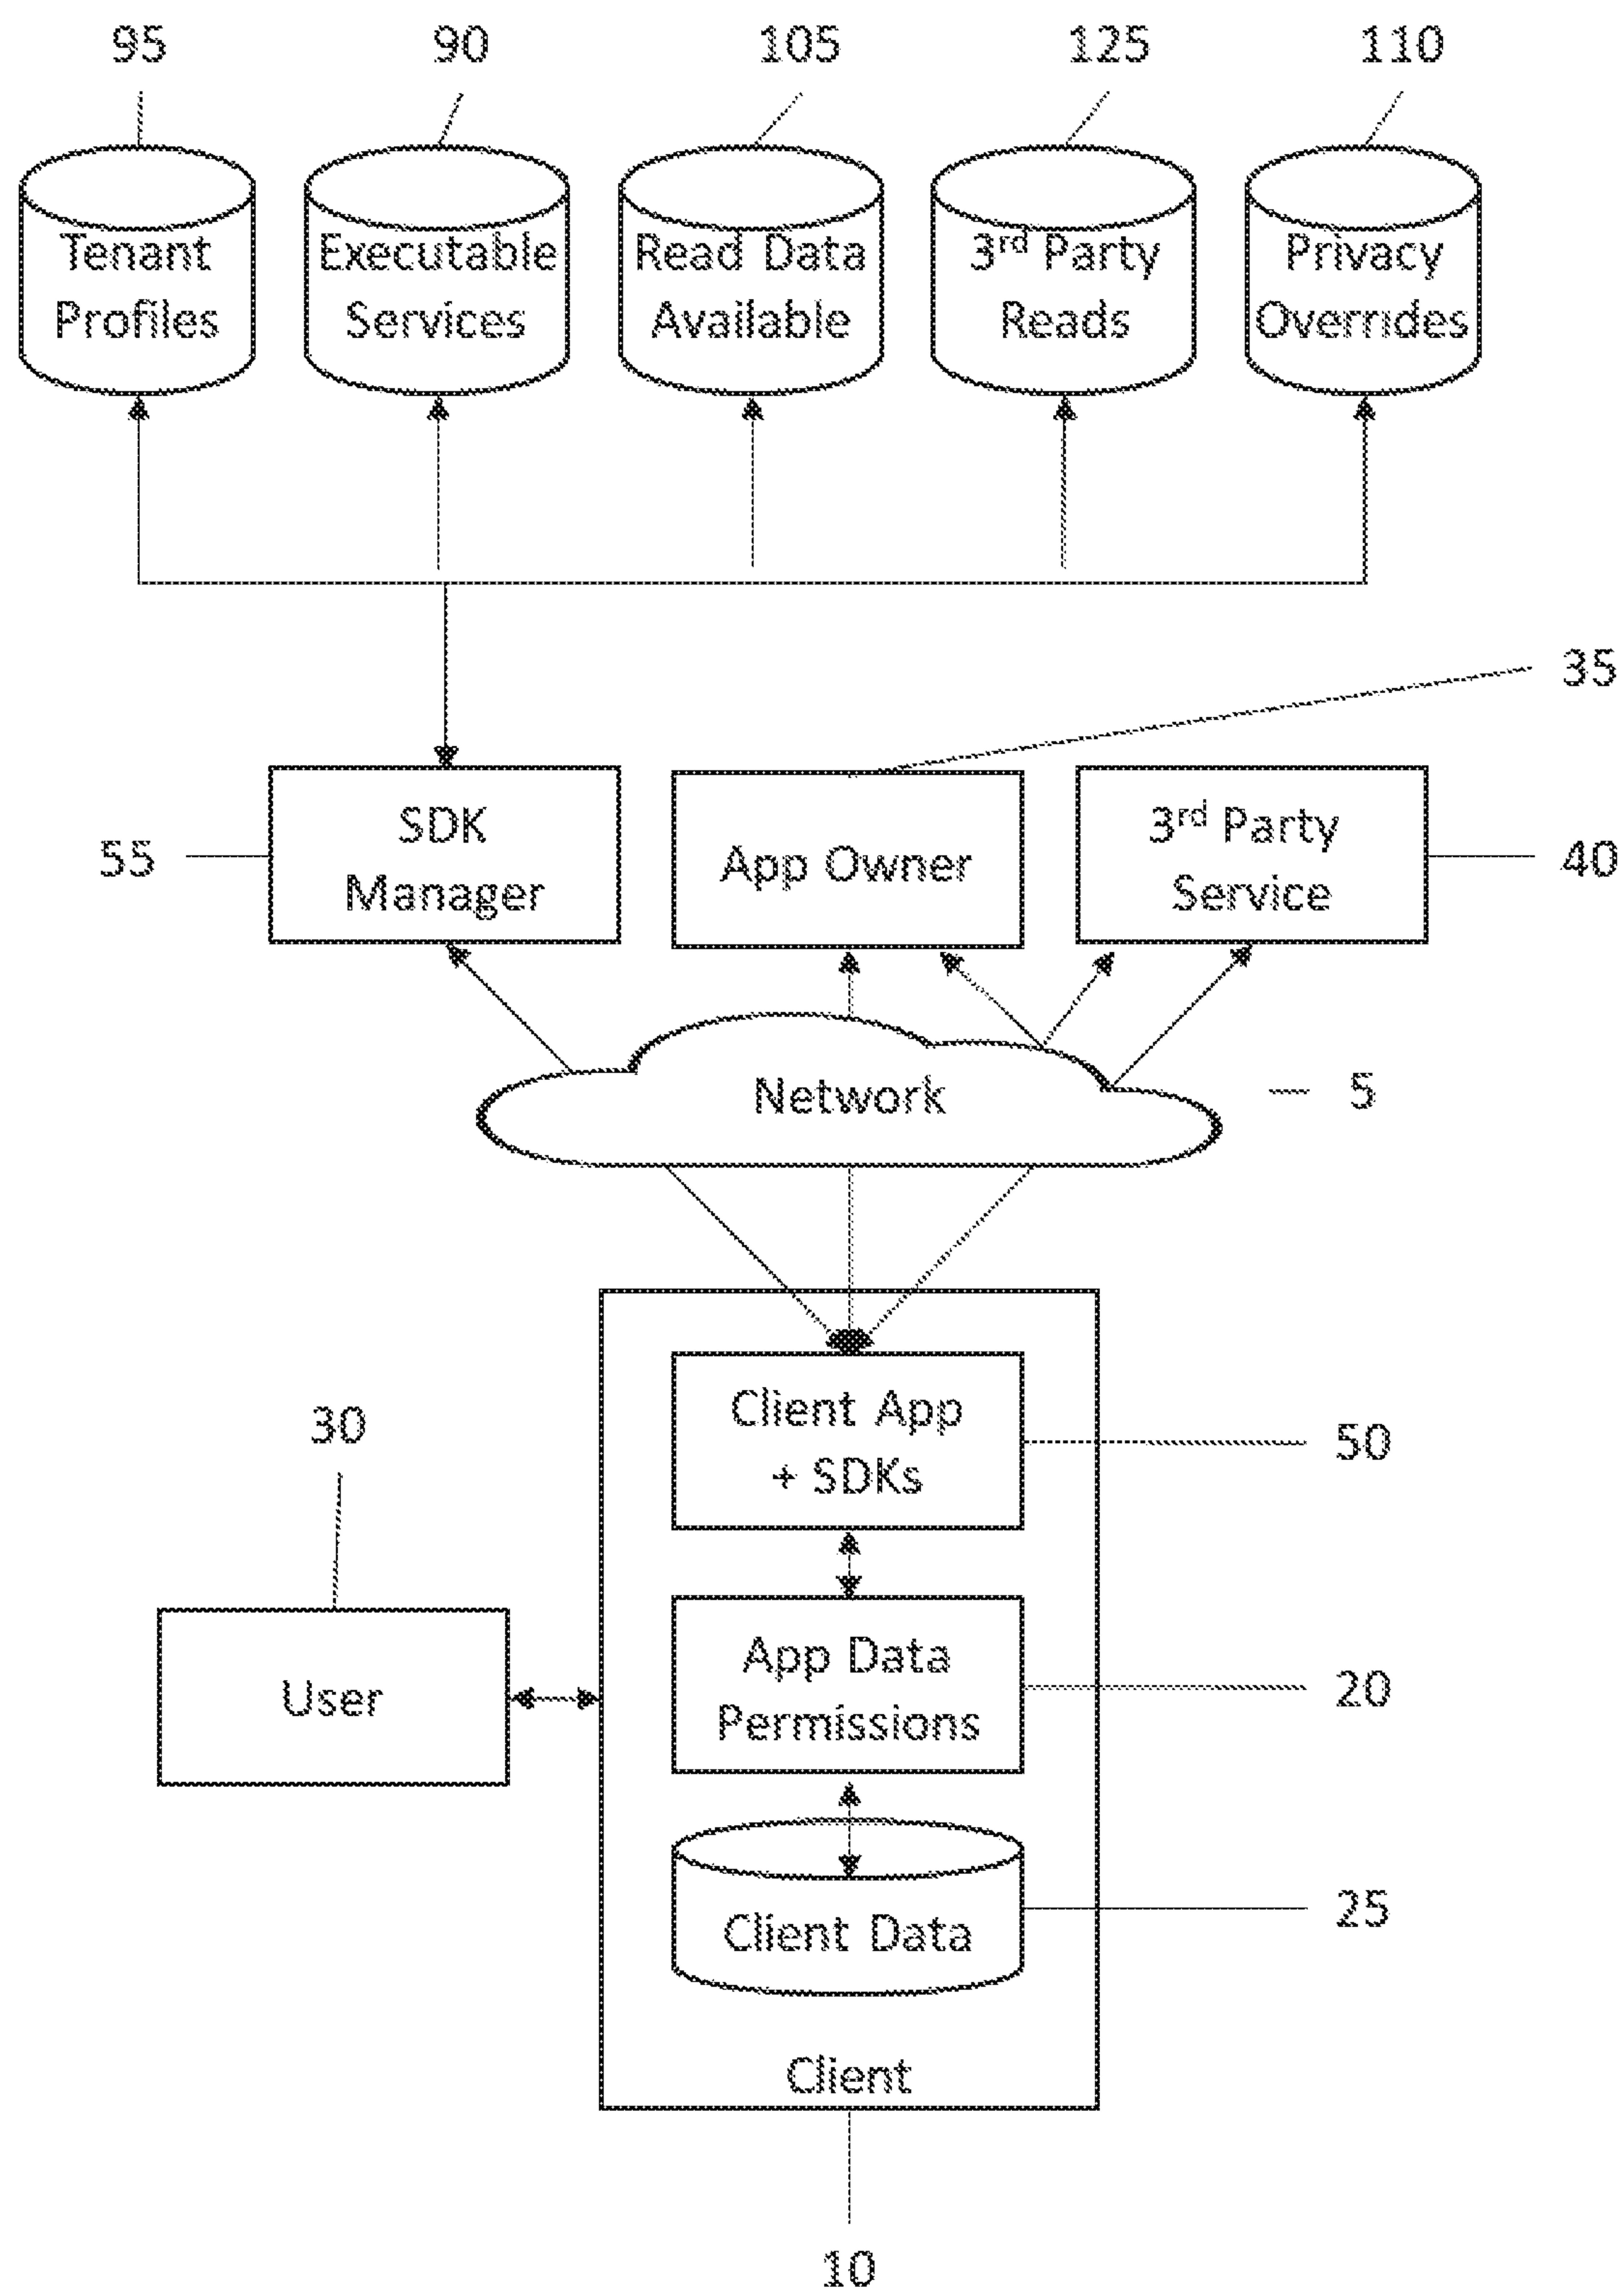 95
90
105
125
110
Tenant
Profiles
Executable
Services
Read Data
Available
3rd Party
Reads
Privacy
Overrides
35
55
SDK
Manager
App Owner
3rd Party
Service
40
Network
5
30
Client App
+ SDKs
50
User
App Data
Permissions
20
Client Data
25
Client
10